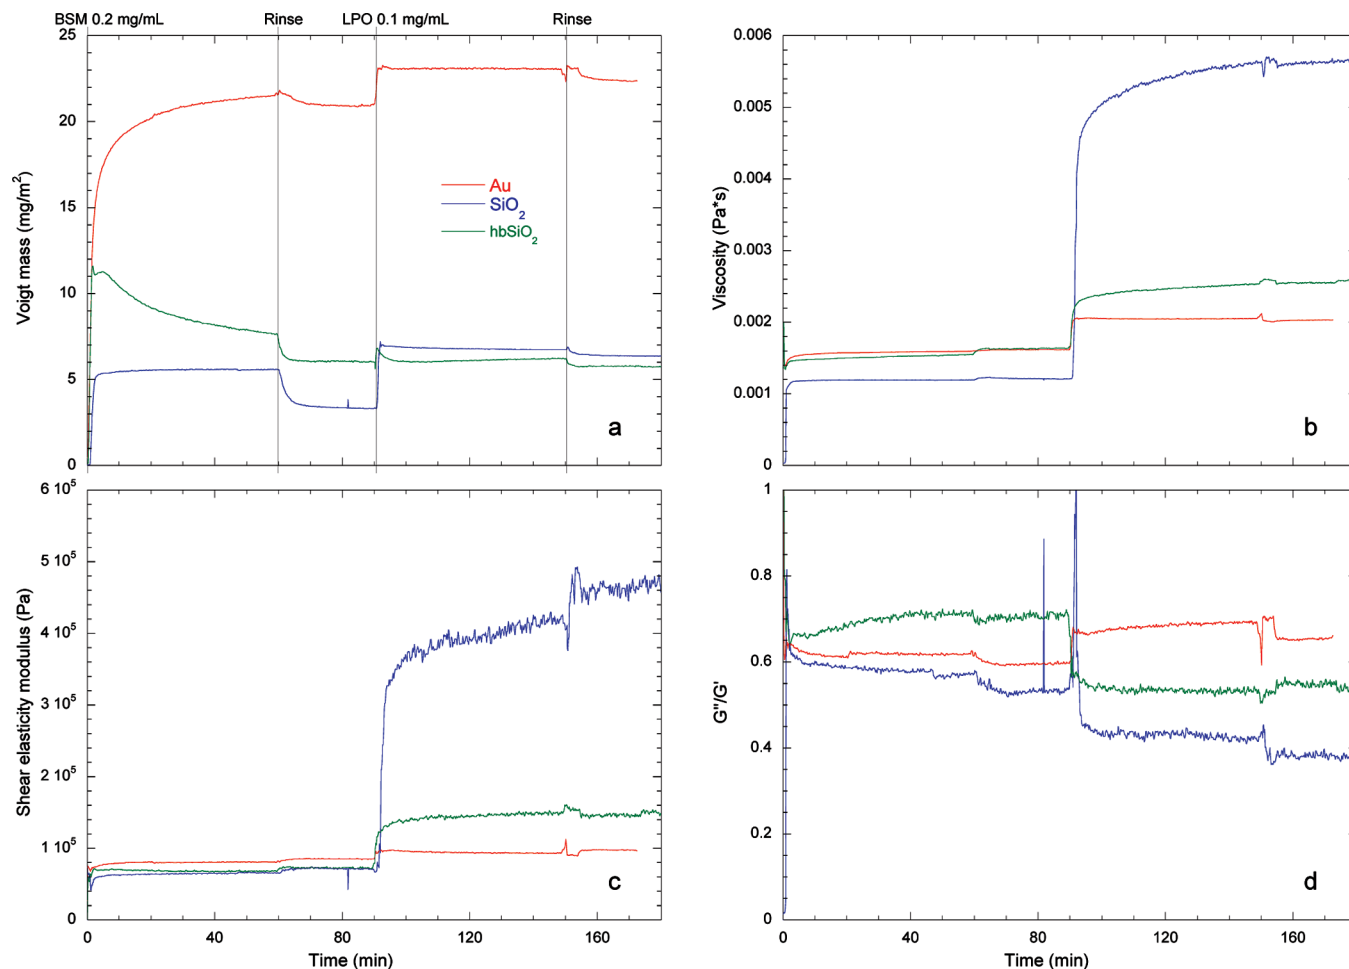 BSM 0.2 mg/mL Rinse LPO 0.1 mg/mL Rinse
25
20
15
10
5
0
Voigt mass (mg/m²)
Au
SiO₂
hbSiO₂
a
0.006
0.005
0.004
0.003
0.002
0.001
0
Viscosity (Pa*s)
b
6 10⁵
5 10⁵
4 10⁵
3 10⁵
2 10⁵
1 10⁵
0
Shear elasticity modulus (Pa)
c
0 40 80 120 160
Time (min)
1
0.8
0.6
0.4
0.2
0
G"/G'
d
0 40 80 120 160
Time (min)